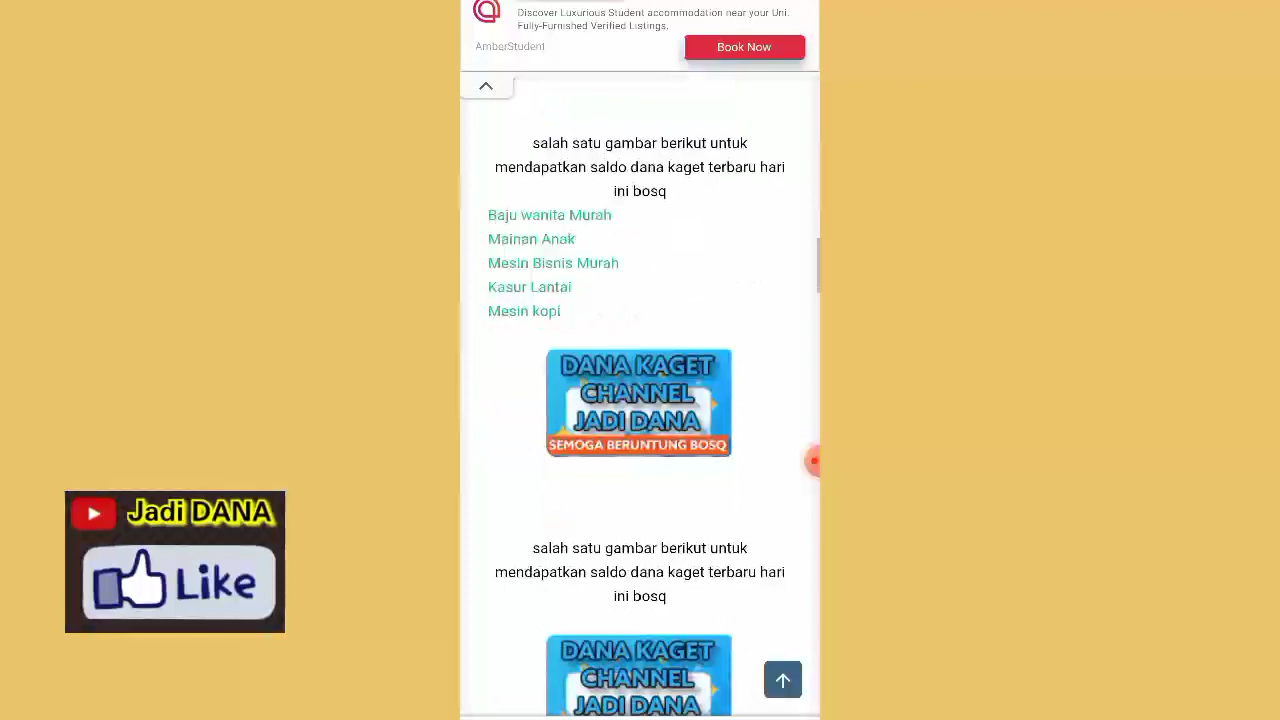 Discover Luxurious Student accommodation near your Uni.
Fully-Furnished Verified Listings.
AmberStudent
Book Now
salah satu gambar berikut untuk
mendapatkan saldo dana kaget terbaru hari
ini bosq
Baju wanita Murah
Mainan Anak
Mesin Bisnis Murah
Kasur Lantai
Mesin kopi
DANA KAGET
CHANNEL
JADI DANA
SEMOGA BERUNTUNG BOSQ
Jadi DANA
Like
salah satu gambar berikut untuk
mendapatkan saldo dana kaget terbaru hari
ini bosq
DANA KAGET
CHANNEL
JADI DANA